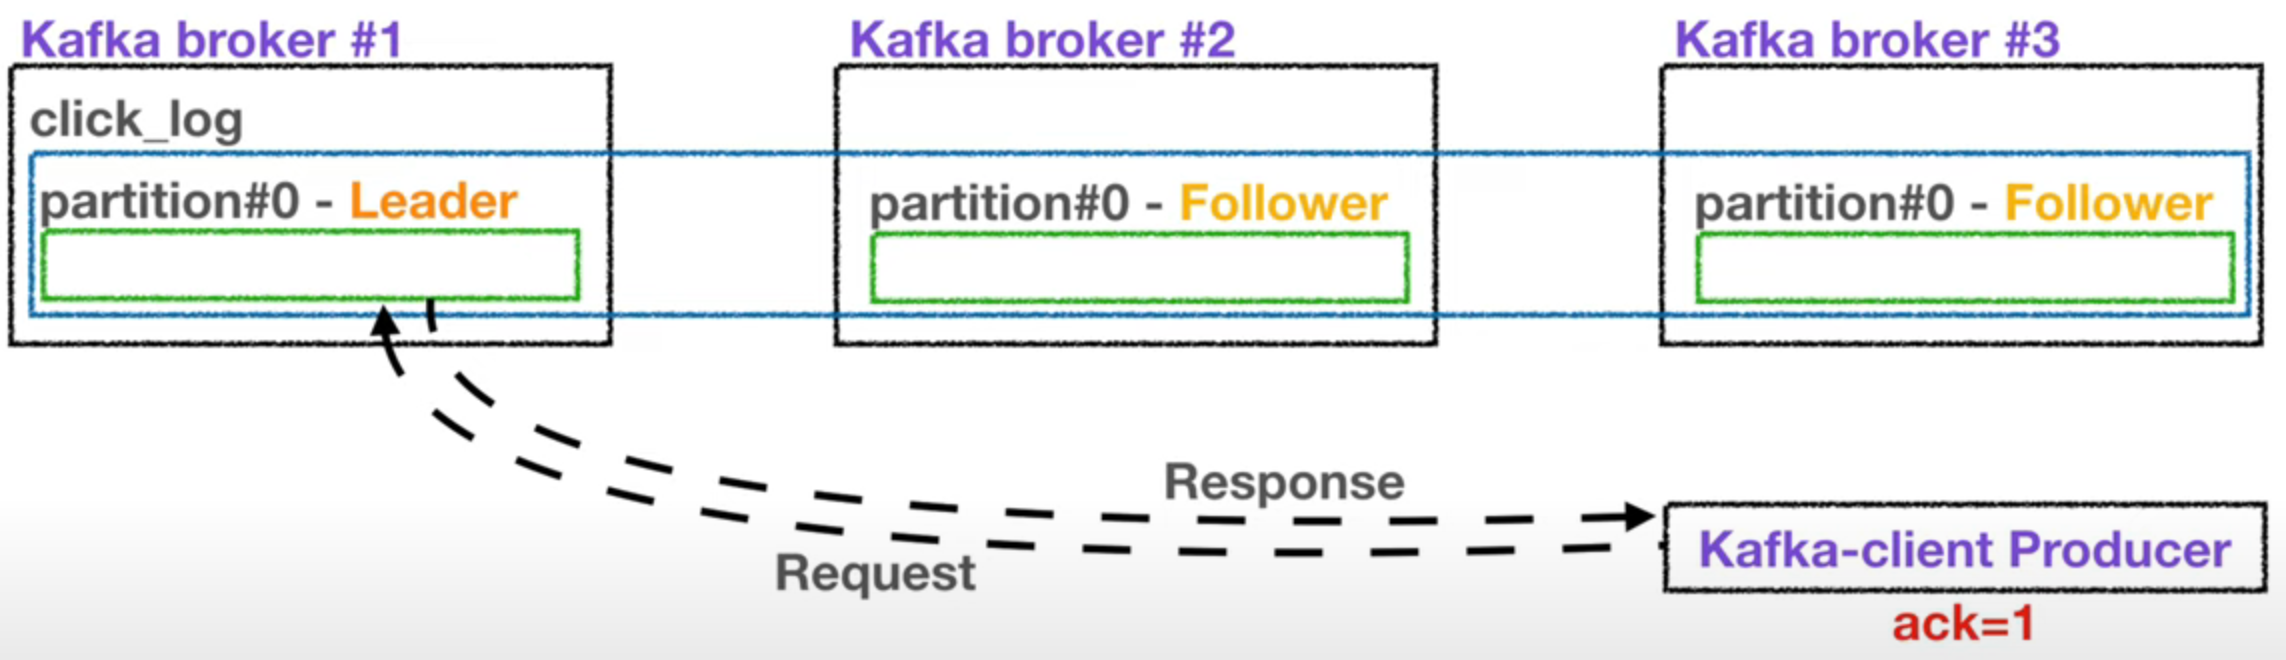 Kafka broker #1
Kafka broker #2
Kafka broker #3
click_log
partition#0 - Leader
partition#0 - Follower
partition#0 - Follower
Response
Request
Kafka-client Producer
ack=1